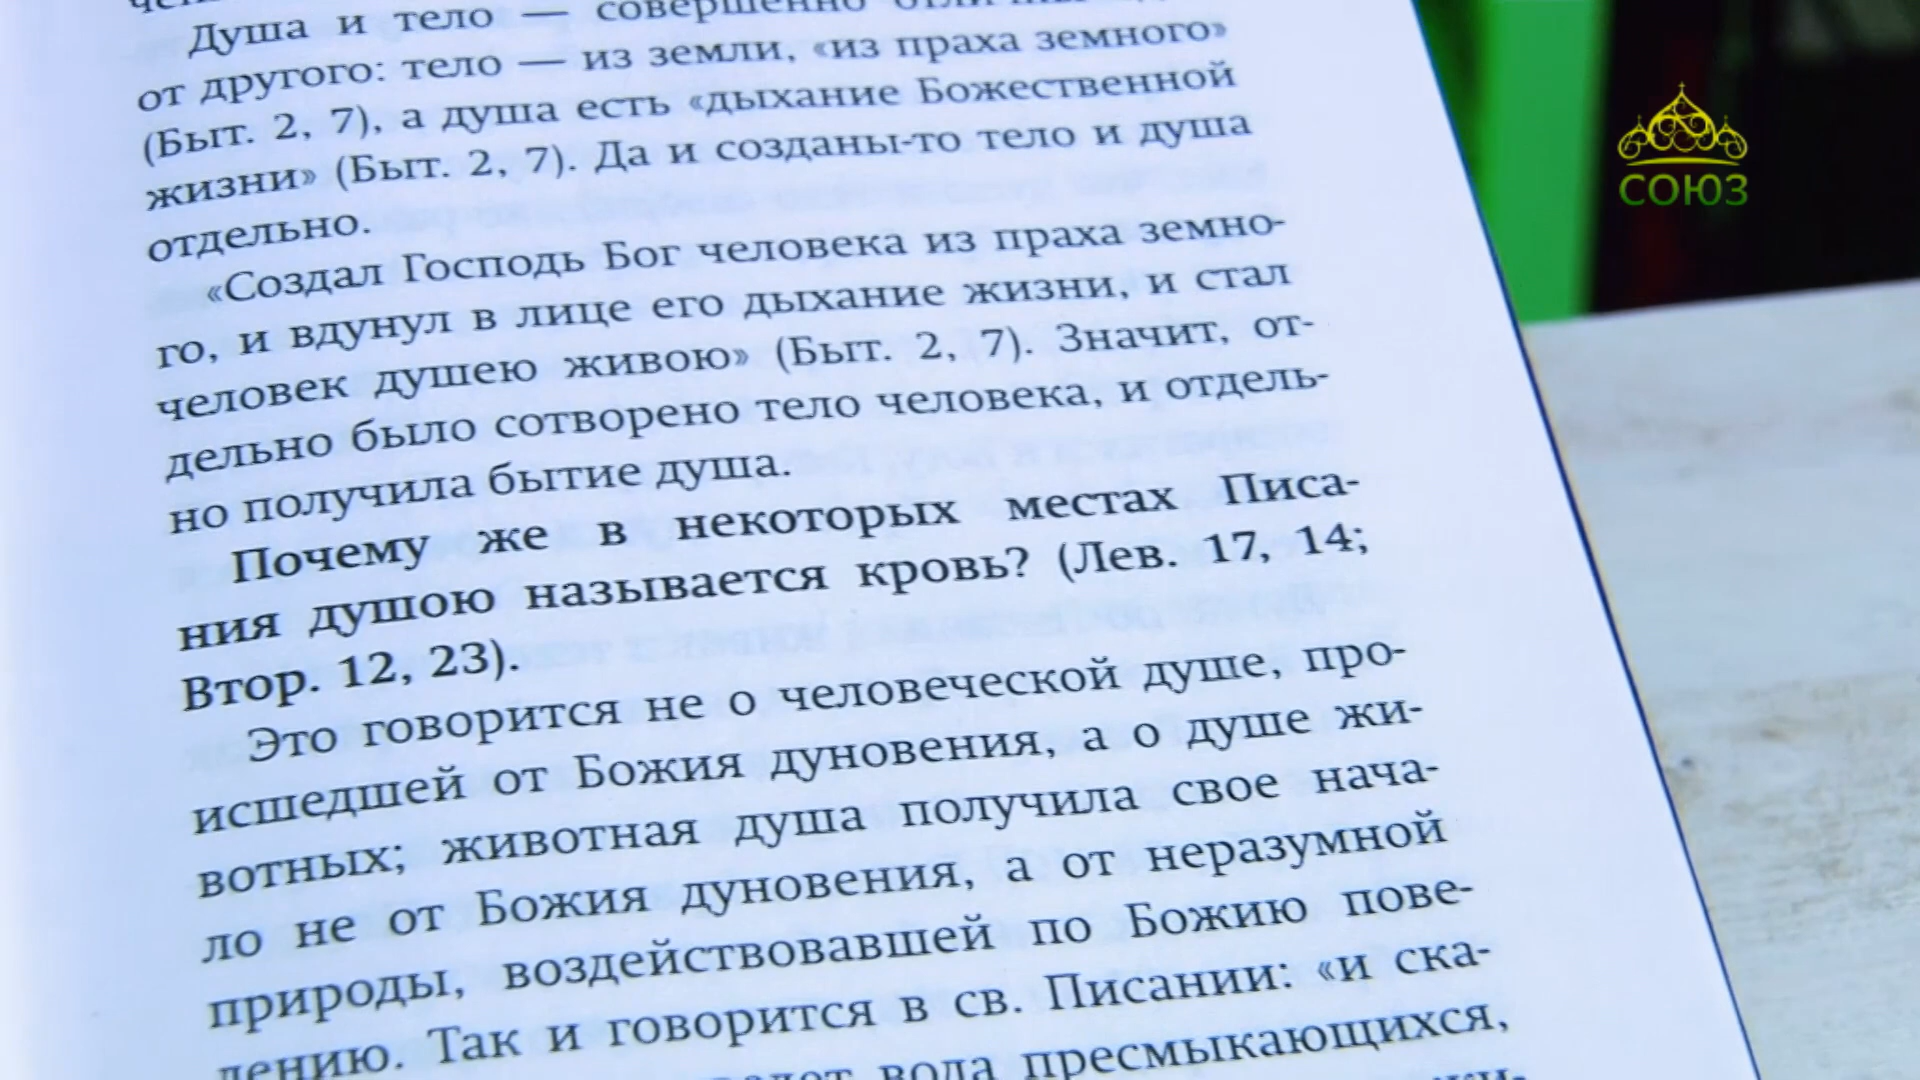 Душа и тело — совершенно
от другого: тело — из земли, «из праха земного»
(Быт. 2, 7), а душа есть «дыхание Божественной
жизни» (Быт. 2, 7). Да и созданы-то тело и душа
отдельно.
«Создал Господь Бог человека из праха земно-
го, и вдунул в лице его дыхание жизни, и стал
человек душею живою» (Быт. 2, 7). Значит, от-
дельно было сотворено тело человека, и отдель-
но получила бытие душа.
Почему же в некоторых местах Писа-
ния душою называется кровь? (Лев. 17, 14;
Втор. 12, 23).
Это говорится не о человеческой душе, про-
исшедшей от Божия дуновения, а о душе жи-
вотных; животная душа получила свое нача-
ло не от Божия дуновения, а от неразумной
природы, воздействовавшей по Божию пове-
лению. Так и говорится в св. Писании: «и ска-
вода пресмыкающихся,
СОЮЗ